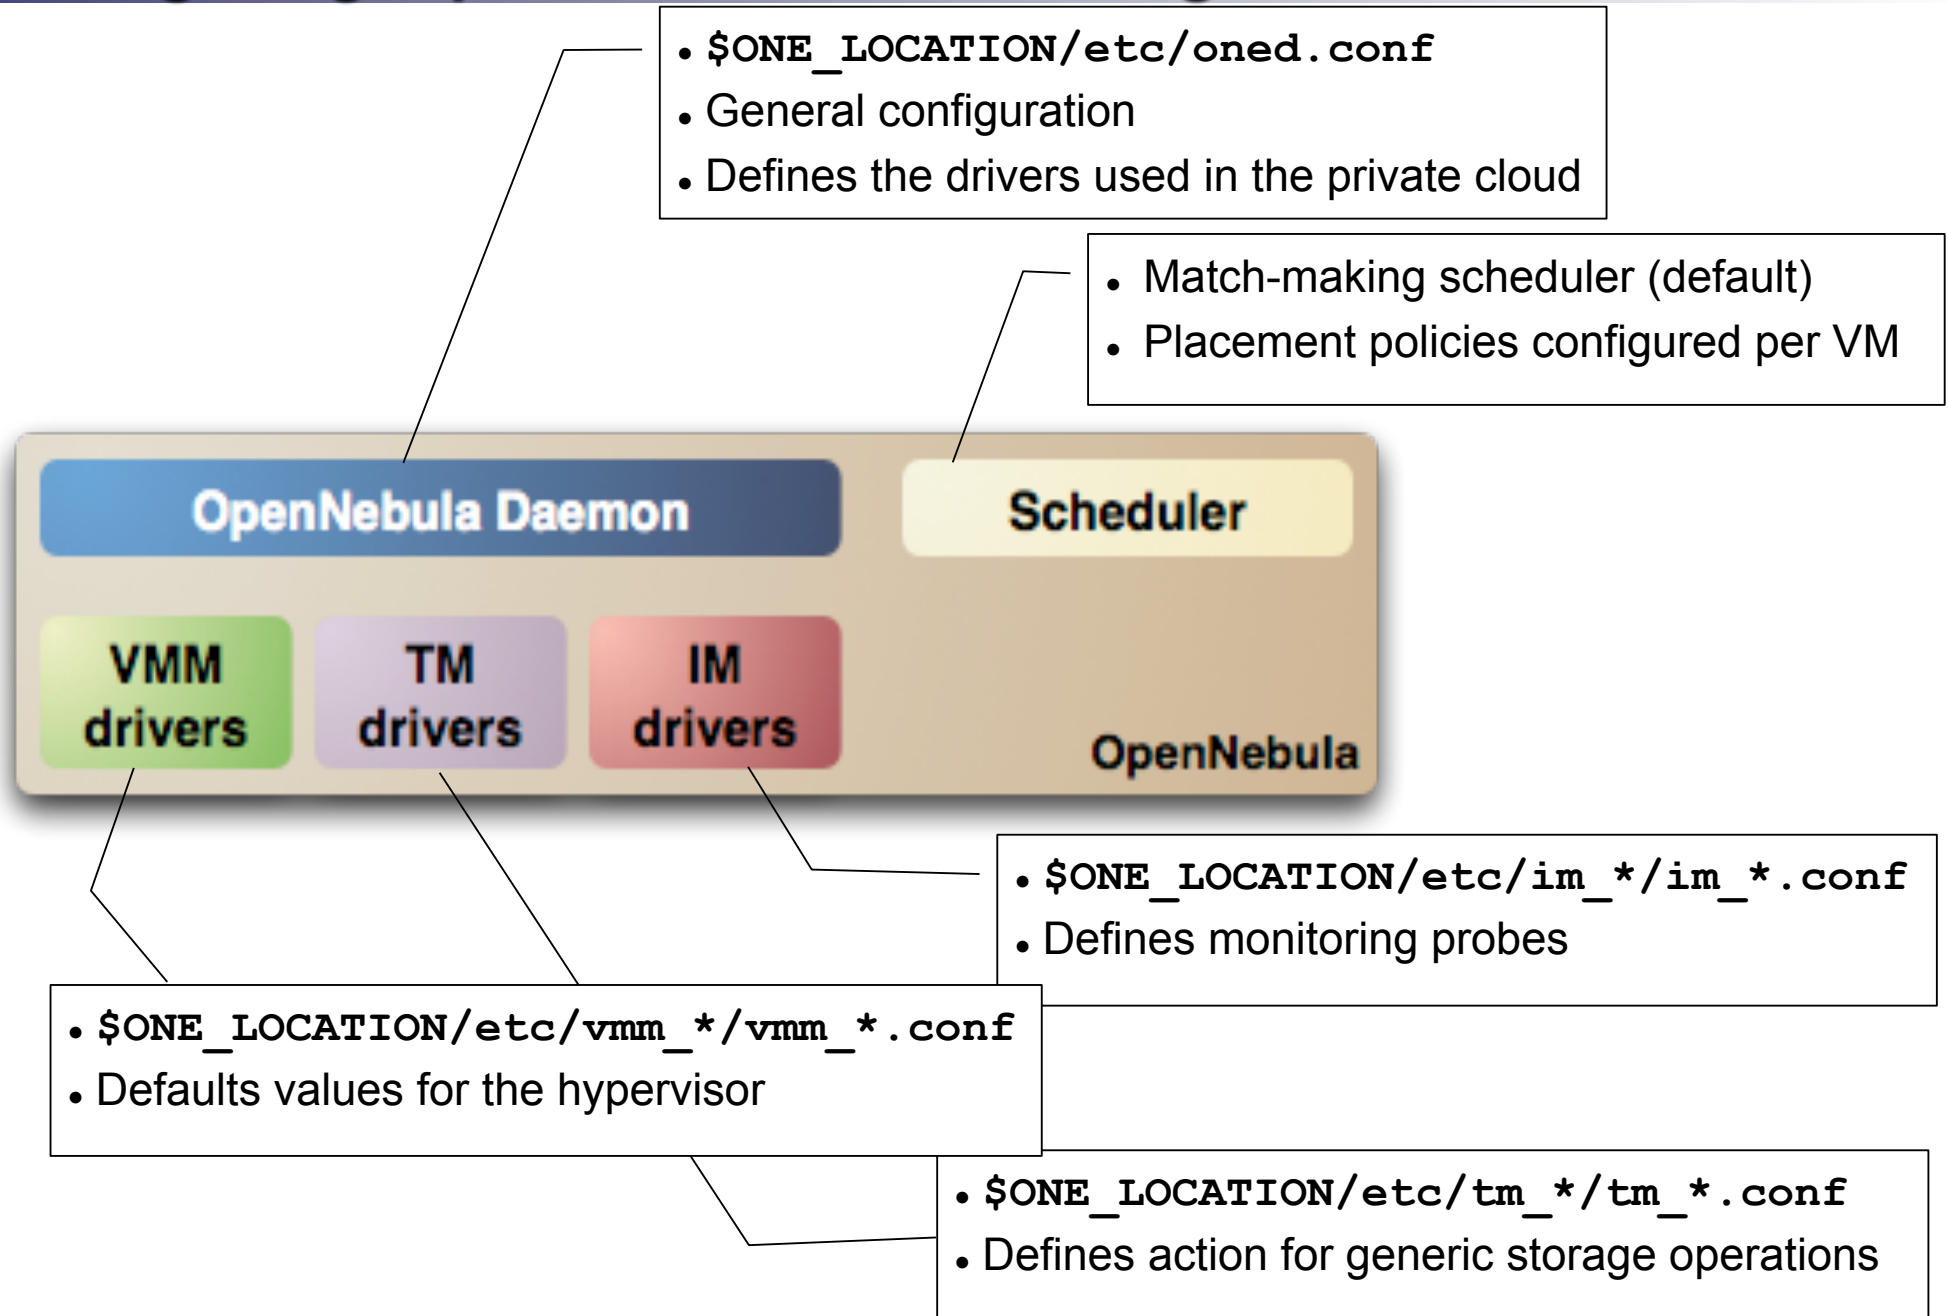 • $ONE_LOCATION/etc/oned.conf
• General configuration
• Defines the drivers used in the private cloud
• Match-making scheduler (default)
• Placement policies configured per VM
OpenNebula Daemon
Scheduler
VMM
drivers
TM
drivers
IM
drivers
OpenNebula
• $ONE_LOCATION/etc/im_*/im_*.conf
• Defines monitoring probes
• $ONE_LOCATION/etc/vmm_*/vmm_*.conf
• Defaults values for the hypervisor
• $ONE_LOCATION/etc/tm_*/tm_*.conf
• Defines action for generic storage operations